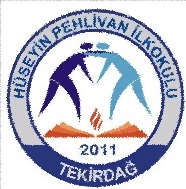 HÜSEYİN PEHLİVAN İLKOKULU
2011
TEKİRDAĞ